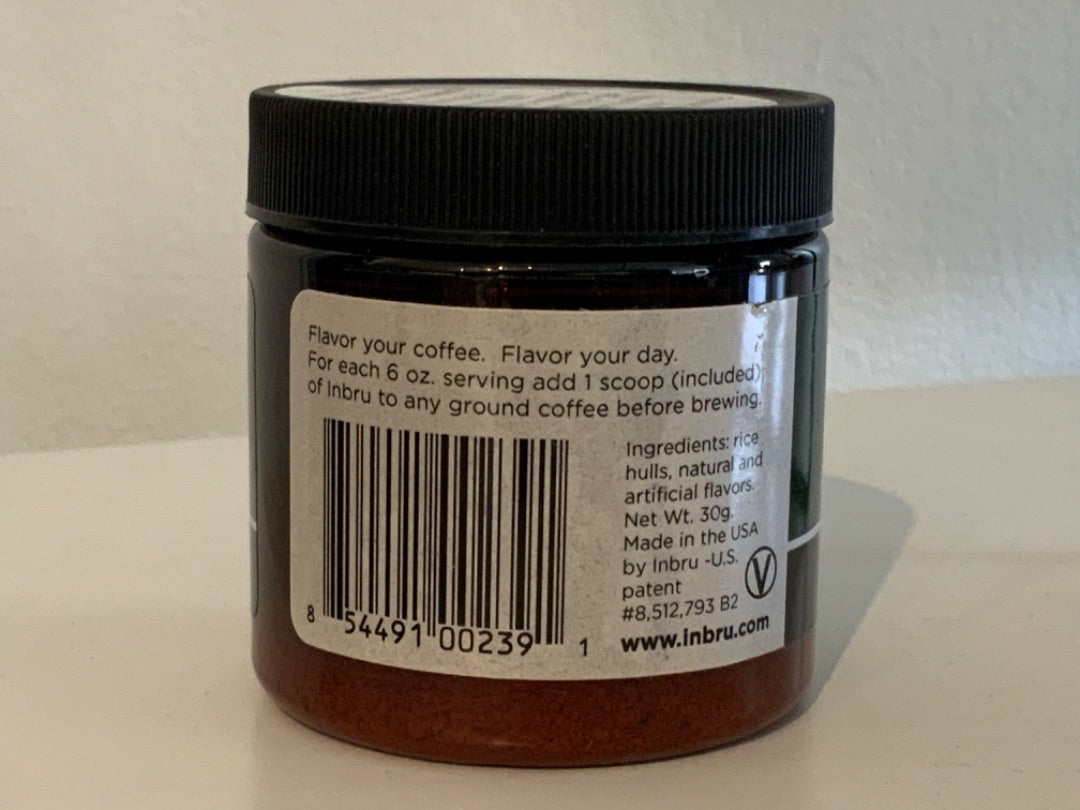 Flavor your coffee.  Flavor your day.
For each 6 oz. serving add 1 scoop (included)
of Inbru to any ground coffee before brewing.
Ingredients: rice
hulls, natural and
artificial flavors.
Net Wt. 30g.
Made in the USA
by Inbru -U.S.
patent
#8,512,793 B2
V
www.inbru.com
8 54491 00239 1